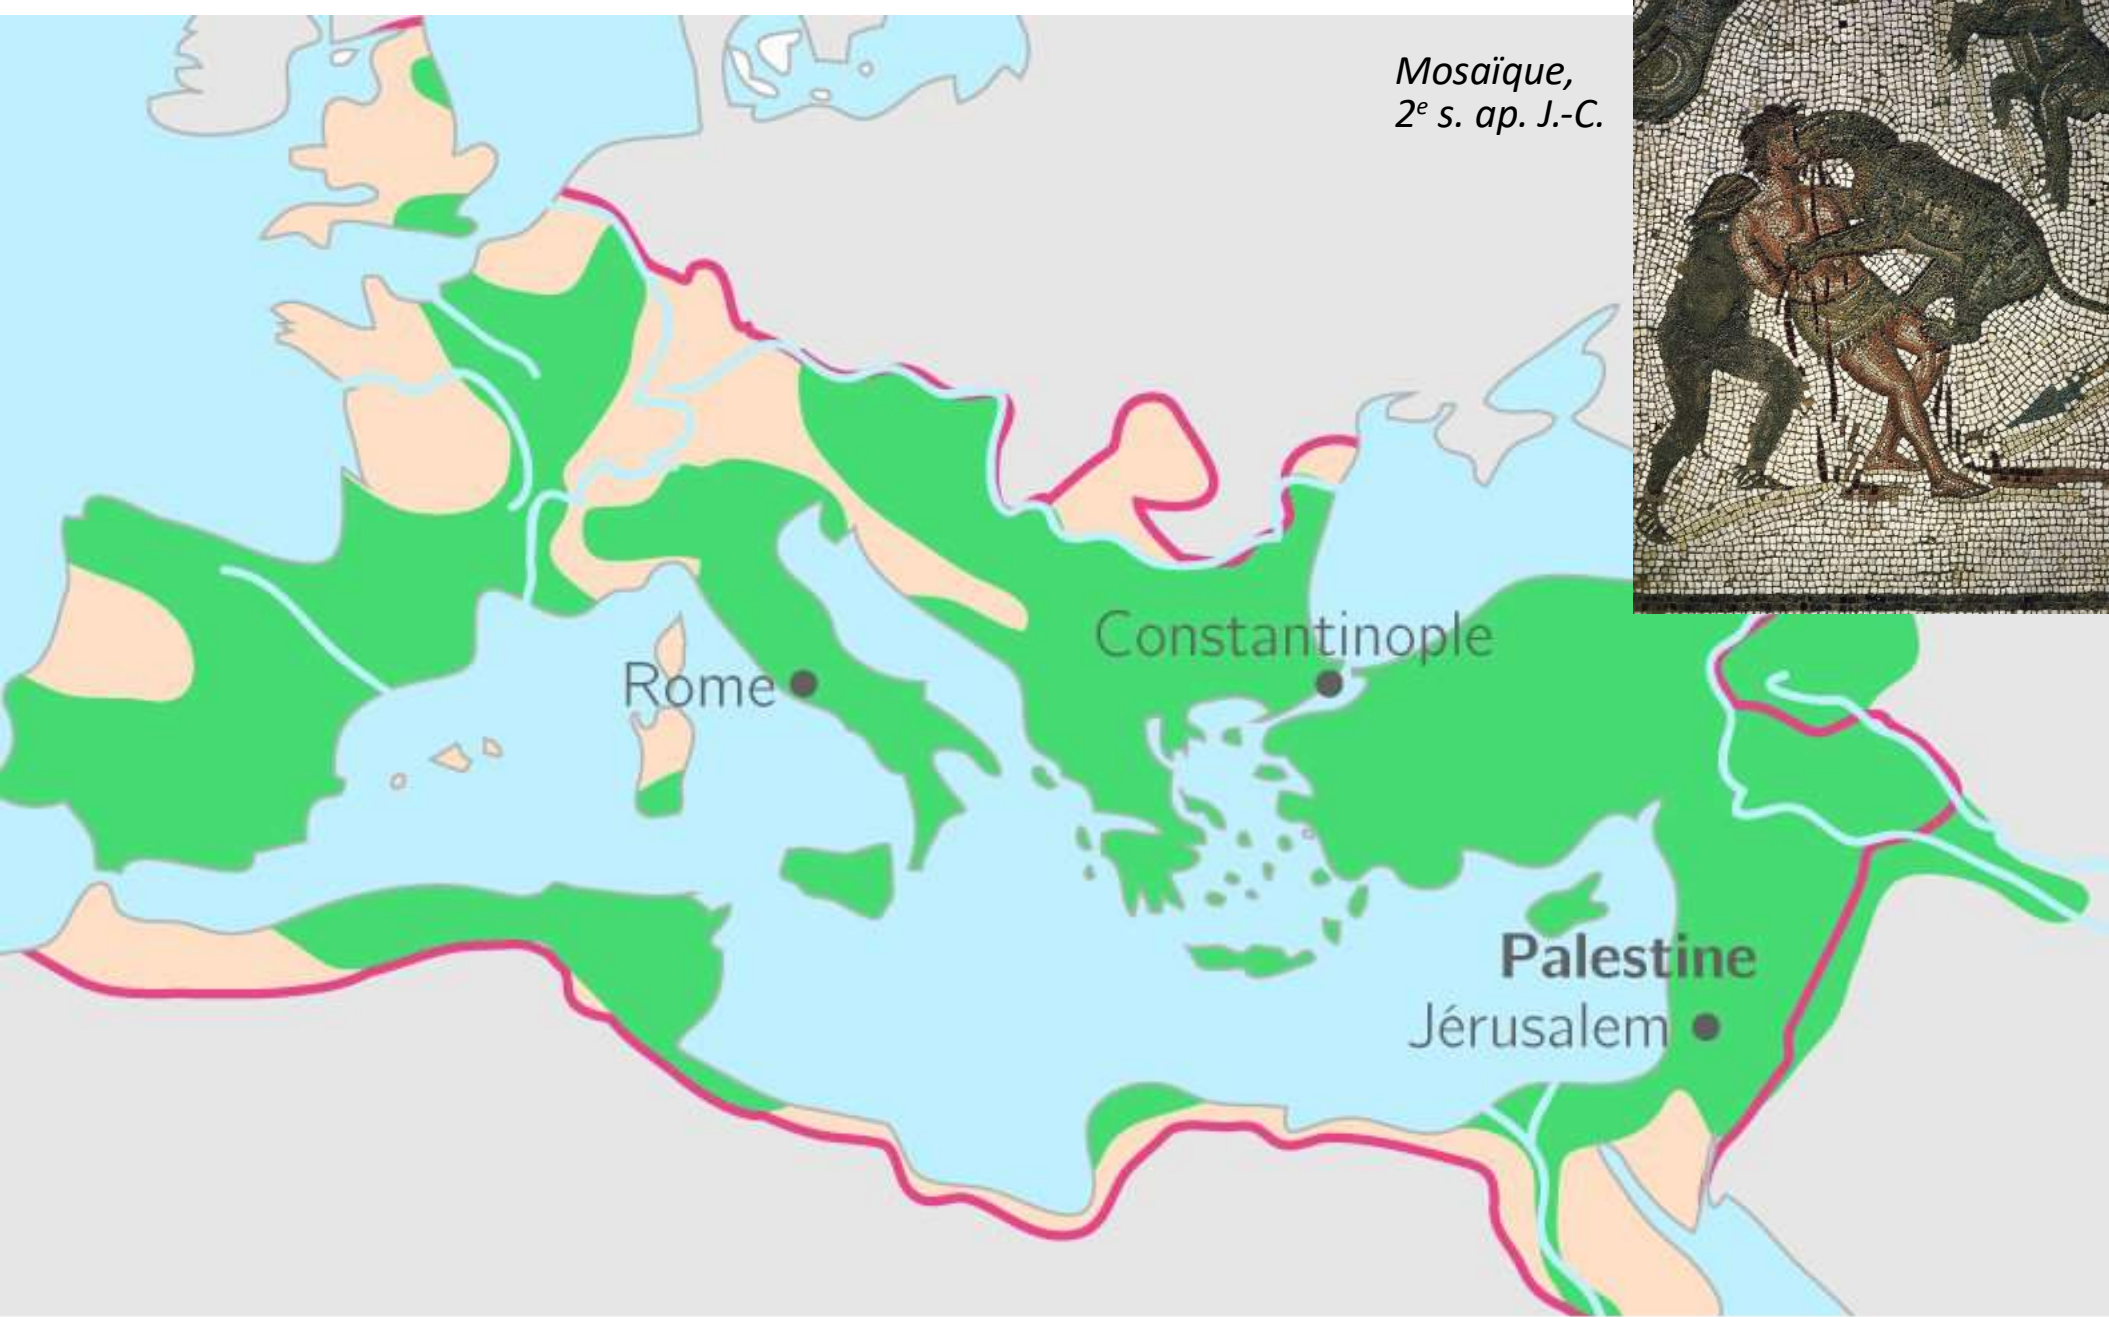 Mosaïque,
2e s. ap. J.-C.
Constantinople
Rome
Palestine
Jérusalem